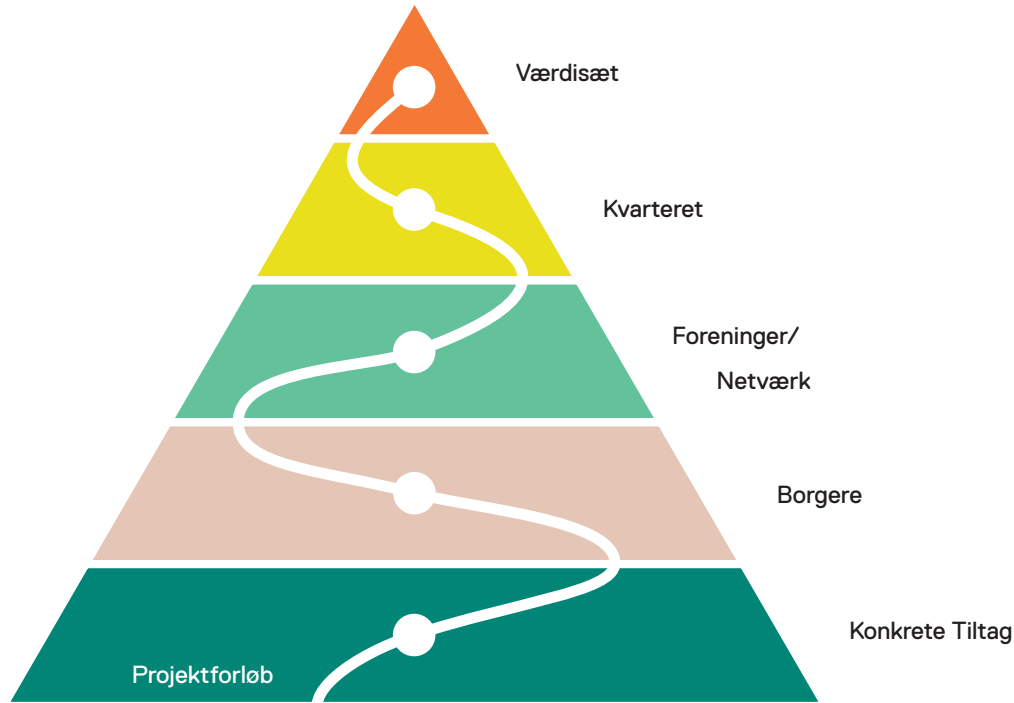 Værdisæt
Kvarteret
Foreninger/
Netværk
Borgere
Konkrete Tiltag
Projektforløb